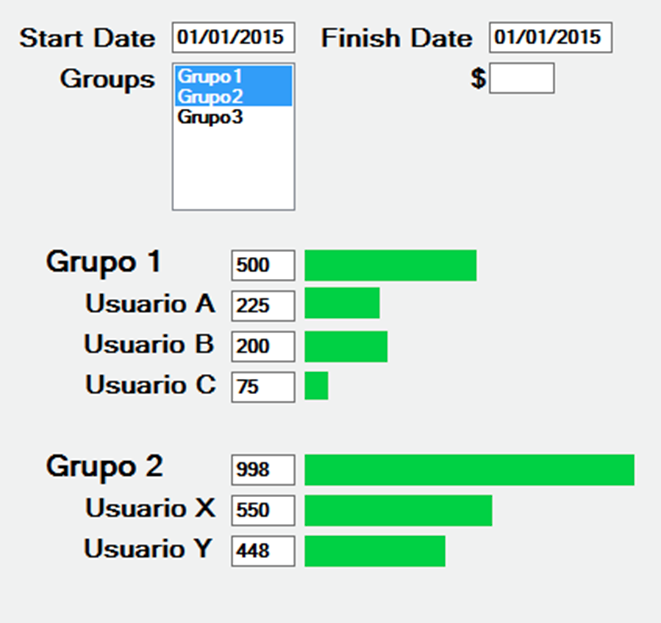 Start Date 01/01/2015 Finish Date 01/01/2015
Groups Grupo1 $
Grupo2
Grupo3
Grupo 1 500
Usuario A 225
Usuario B 200
Usuario C 75
Grupo 2 998
Usuario X 550
Usuario Y 448